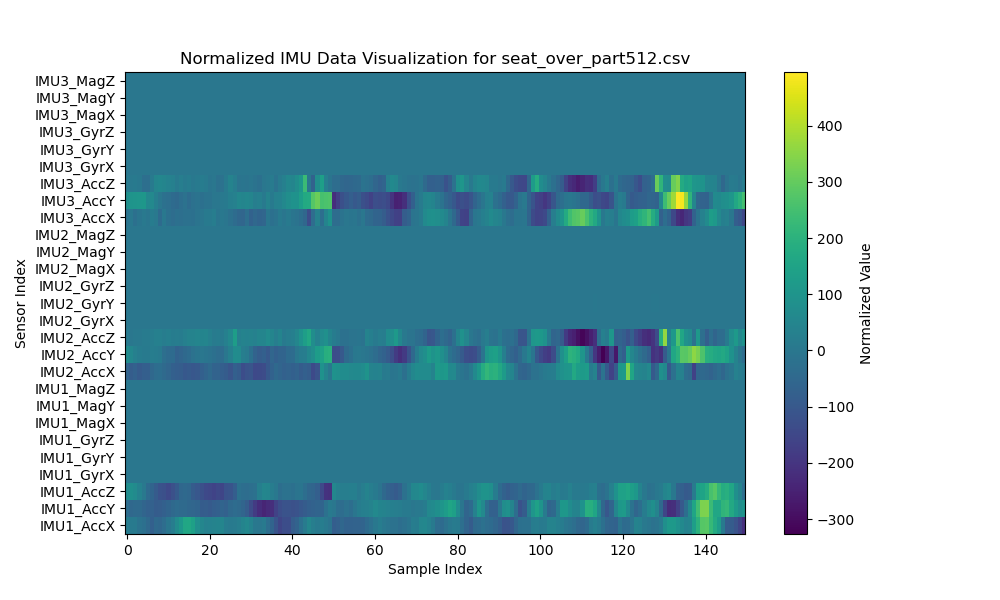 Normalized IMU Data Visualization for seat_over_part512.csv
IMU3_MagZ
IMU3_MagY
IMU3_MagX
IMU3_GyrZ
IMU3_GyrY
IMU3_GyrX
IMU3_AccZ
IMU3_AccY
IMU3_AccX
IMU2_MagZ
IMU2_MagY
IMU2_MagX
IMU2_GyrZ
IMU2_GyrY
IMU2_GyrX
IMU2_AccZ
IMU2_AccY
IMU2_AccX
IMU1_MagZ
IMU1_MagY
IMU1_MagX
IMU1_GyrZ
IMU1_GyrY
IMU1_GyrX
IMU1_AccZ
IMU1_AccY
IMU1_AccX
Sensor Index
0 20 40 60 80 100 120 140
Sample Index
400
300
200
100
0
−100
−200
−300
Normalized Value